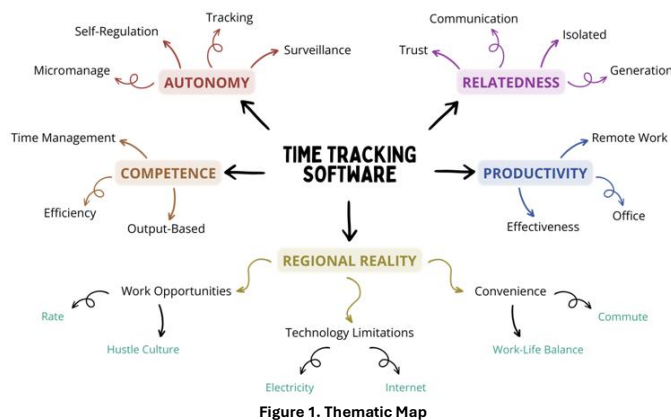 Tracking
Communication
Self-Regulation
Isolated
Surveillance
Trust
Micromanage
Generation
AUTONOMY
RELATEDNESS
Time Management
TIME TRACKING
SOFTWARE
Remote Work
COMPETENCE
PRODUCTIVITY
Efficiency
Office
Output-Based
Effectiveness
REGIONAL REALITY
Work Opportunities
Convenience
Rate
Technology Limitations
Commute
Hustle Culture
Work-Life Balance
Electricity
Internet
Figure 1. Thematic Map